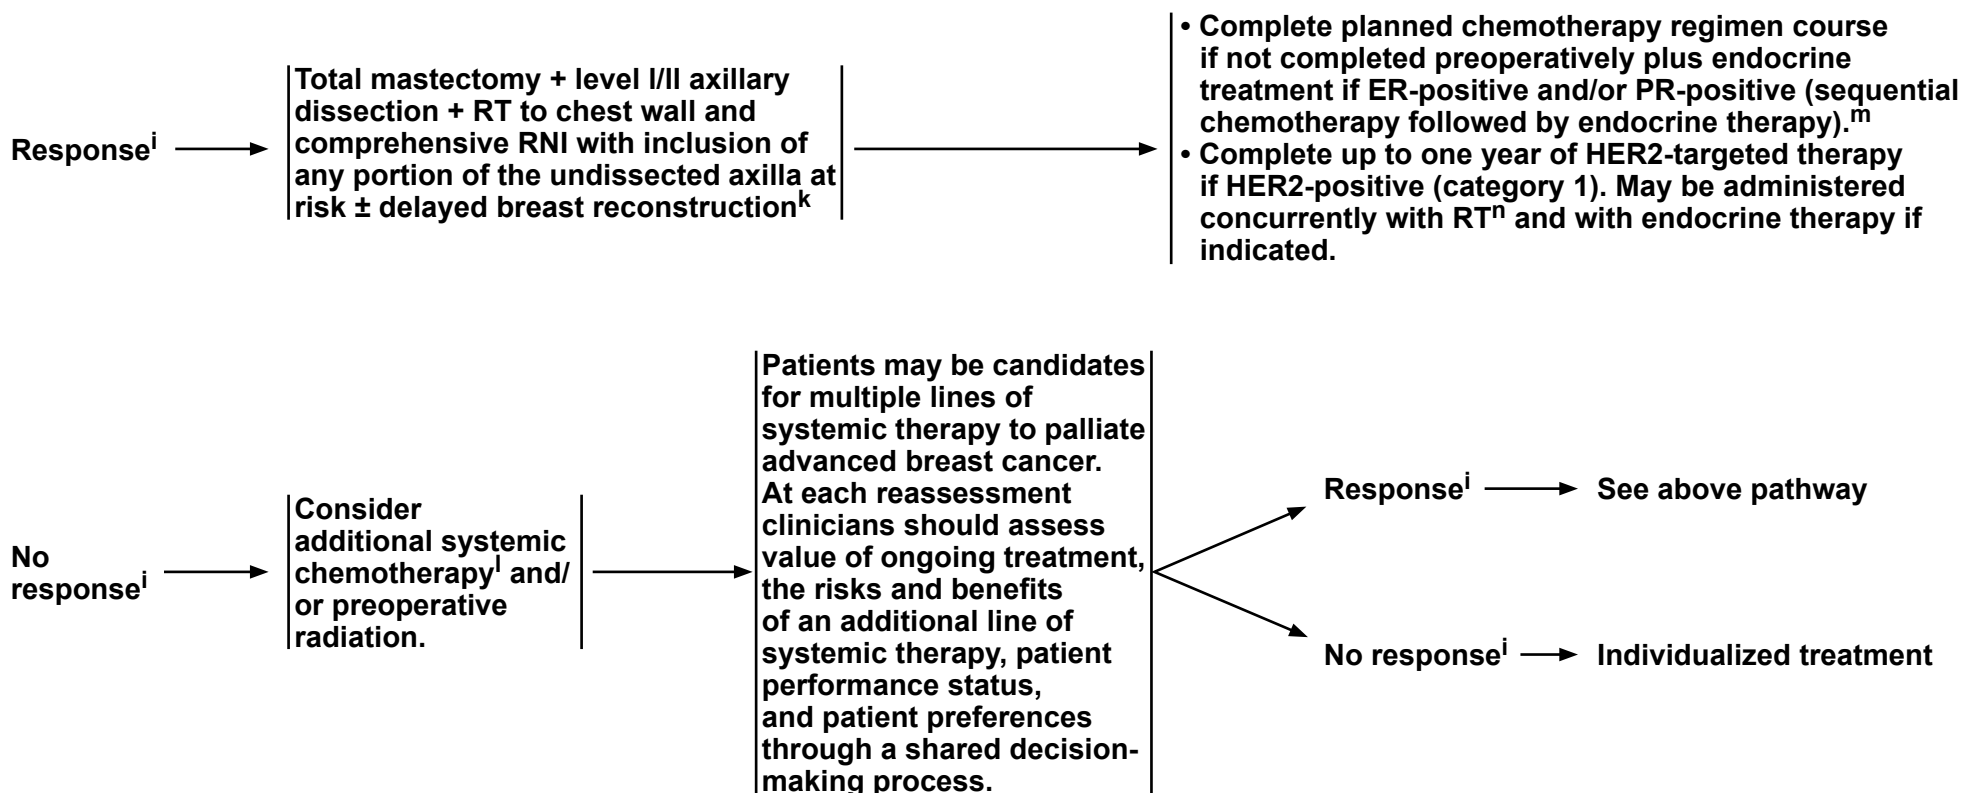 Responseⁱ
Total mastectomy + level I/II axillary
dissection + RT to chest wall and
comprehensive RNI with inclusion of
any portion of the undissected axilla at
risk ± delayed breast reconstructionᵏ
• Complete planned chemotherapy regimen course
if not completed preoperatively plus endocrine
treatment if ER-positive and/or PR-positive (sequential
chemotherapy followed by endocrine therapy).ᵐ
• Complete up to one year of HER2-targeted therapy
if HER2-positive (category 1). May be administered
concurrently with RTⁿ and with endocrine therapy if
indicated.
No
responseⁱ
Consider
additional systemic
chemotherapyˡ and/
or preoperative
radiation.
Patients may be candidates
for multiple lines of
systemic therapy to palliate
advanced breast cancer.
At each reassessment
clinicians should assess
value of ongoing treatment,
the risks and benefits
of an additional line of
systemic therapy, patient
performance status,
and patient preferences
through a shared decision-
making process.
Responseⁱ
See above pathway
No responseⁱ
Individualized treatment